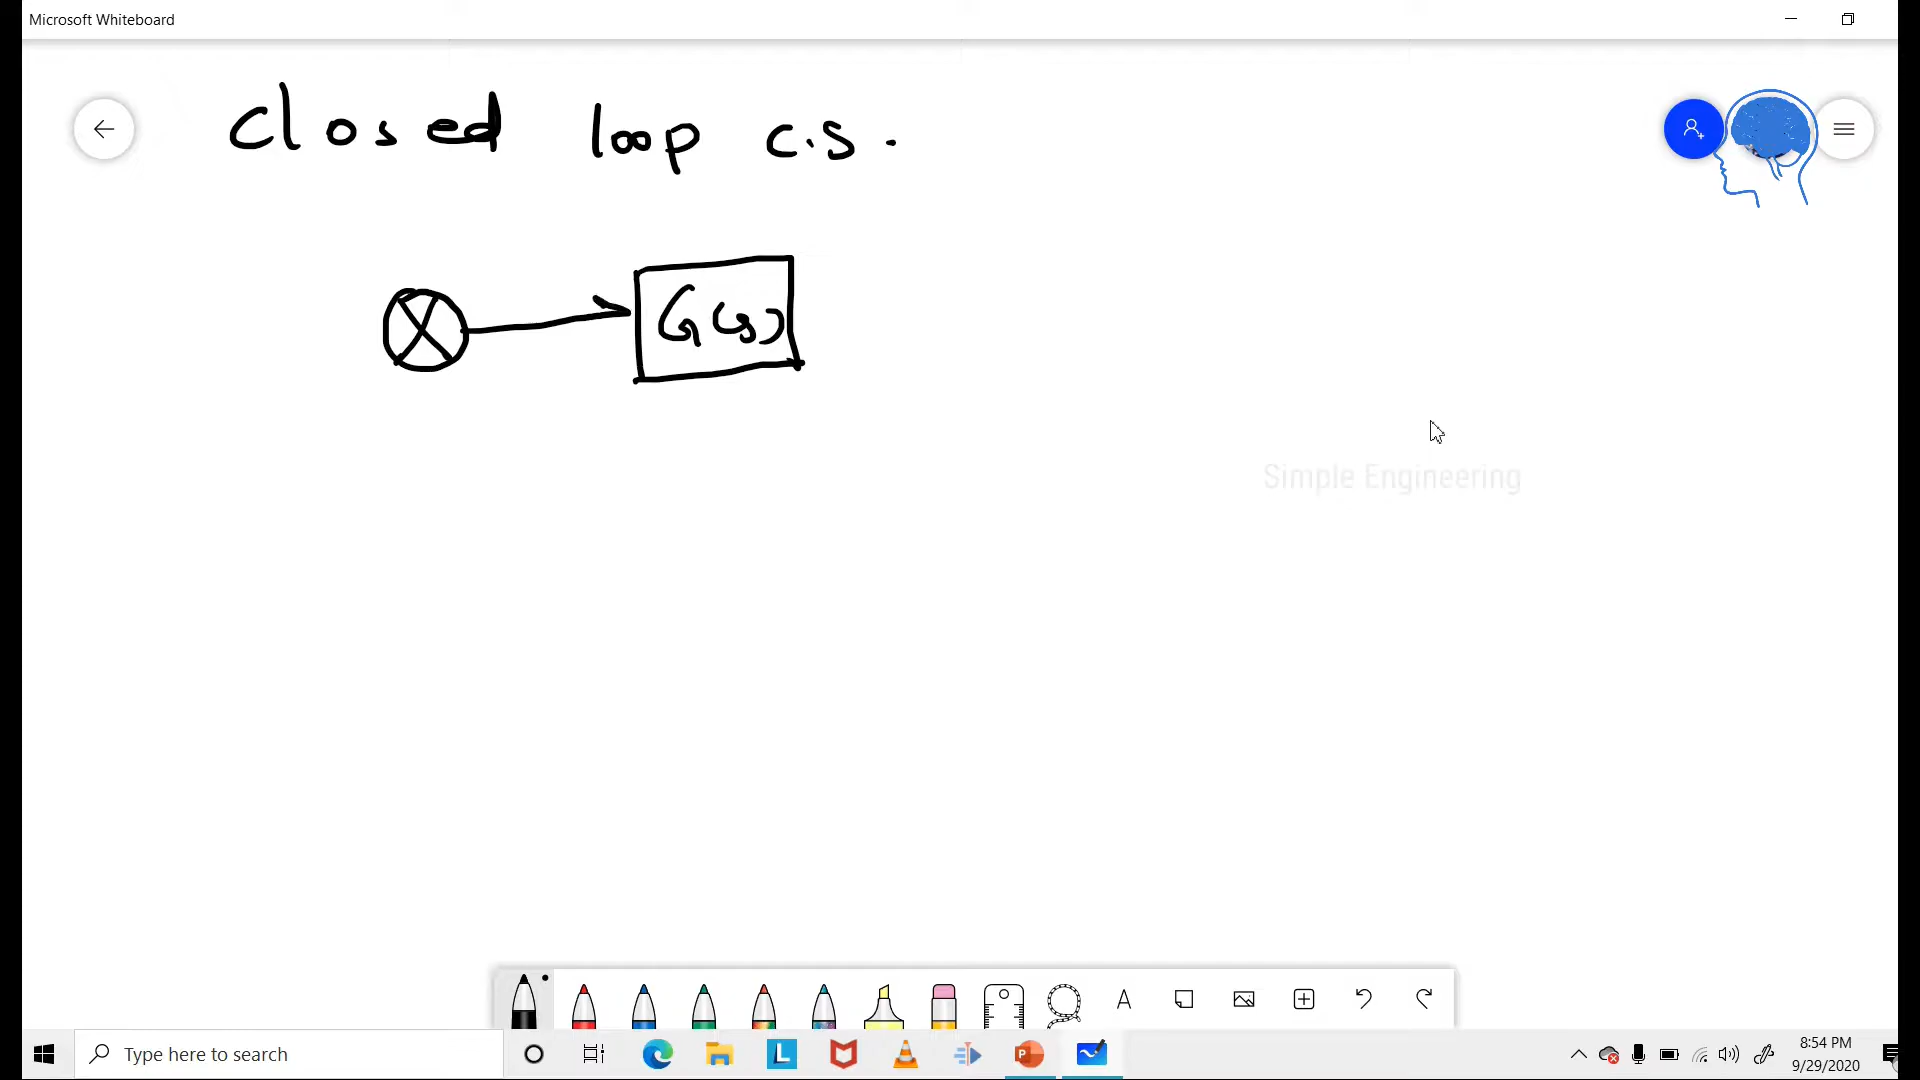 Microsoft Whiteboard
Closed loop c.s.
G(s)
Simple Engineering
Type here to search
8:54 PM
9/29/2020